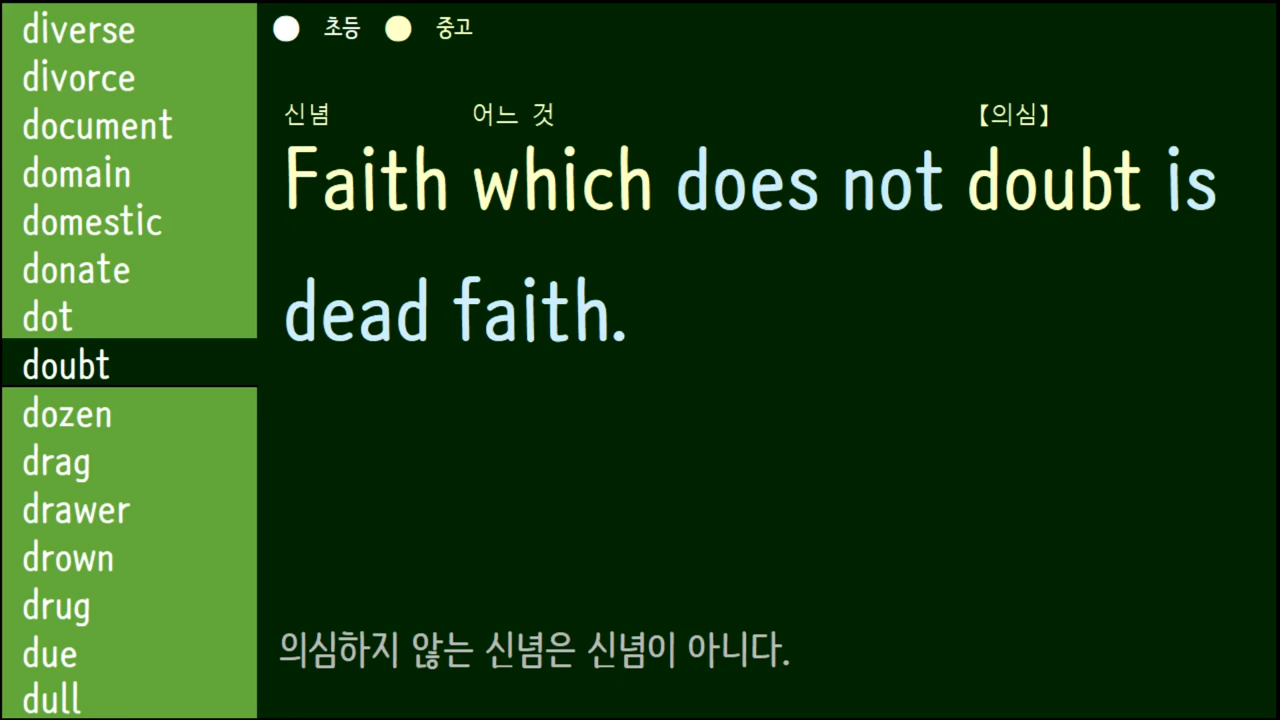 diverse
divorce
document
domain
domestic
donate
dot
doubt
dozen
drag
drawer
drown
drug
due
dull
초등 중고
신념 어느 것 【의심】
Faith which does not doubt is
dead faith.
의심하지 않는 신념은 신념이 아니다.